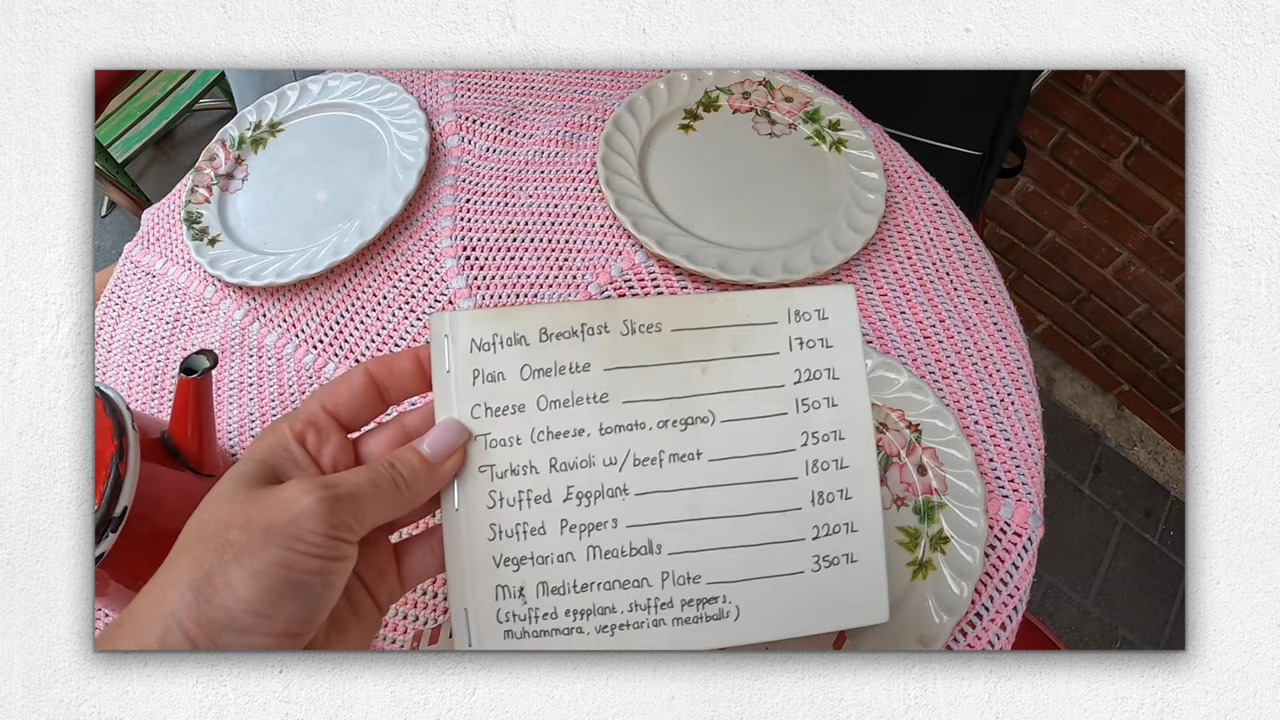 Naftalin Breakfast Slices 180TL
Plain Omelette 170TL
Cheese Omelette 220TL
Toast (cheese, tomato, oregano) 150TL
Turkish Ravioli w/ beef meat 250TL
Stuffed Eggplant 180TL
Stuffed Peppers 180TL
Vegetarian Meatballs 220TL
Mix Mediterranean Plate 350TL
(stuffed eggplant, stuffed peppers,
muhammara, vegetarian meatballs)